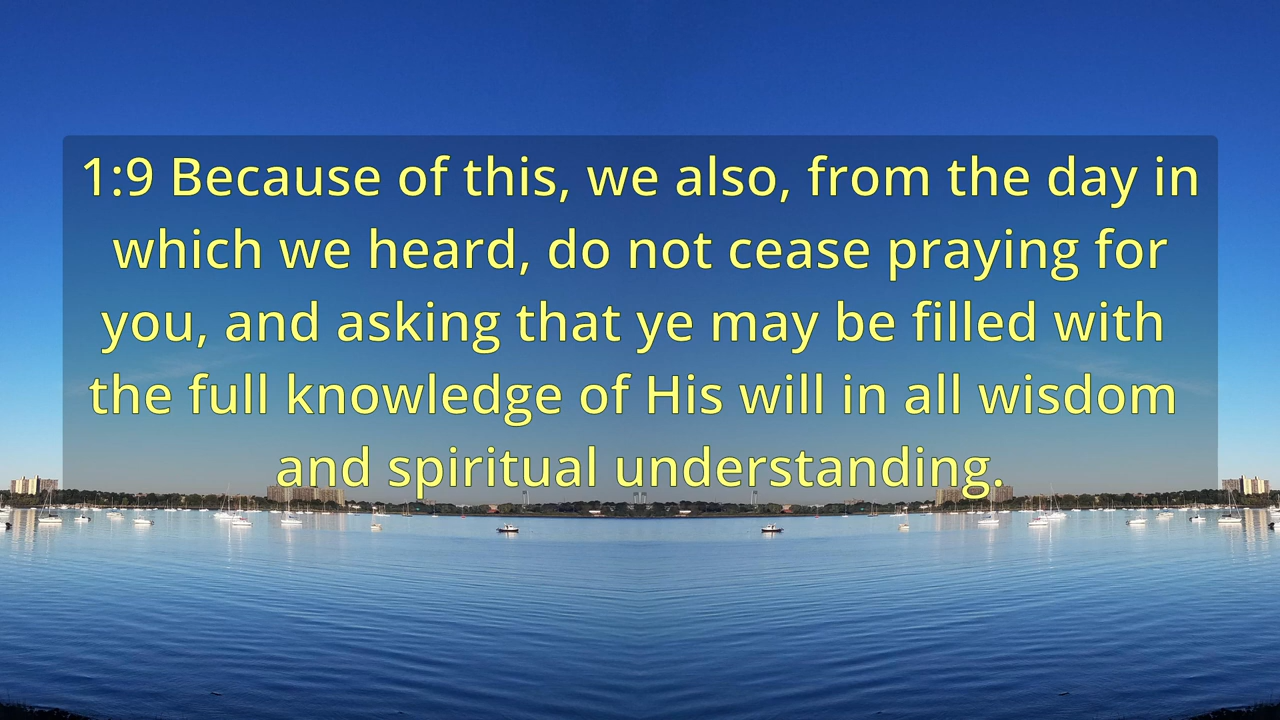 1:9 Because of this, we also, from the day in
which we heard, do not cease praying for
you, and asking that ye may be filled with
the full knowledge of His will in all wisdom
and spiritual understanding.